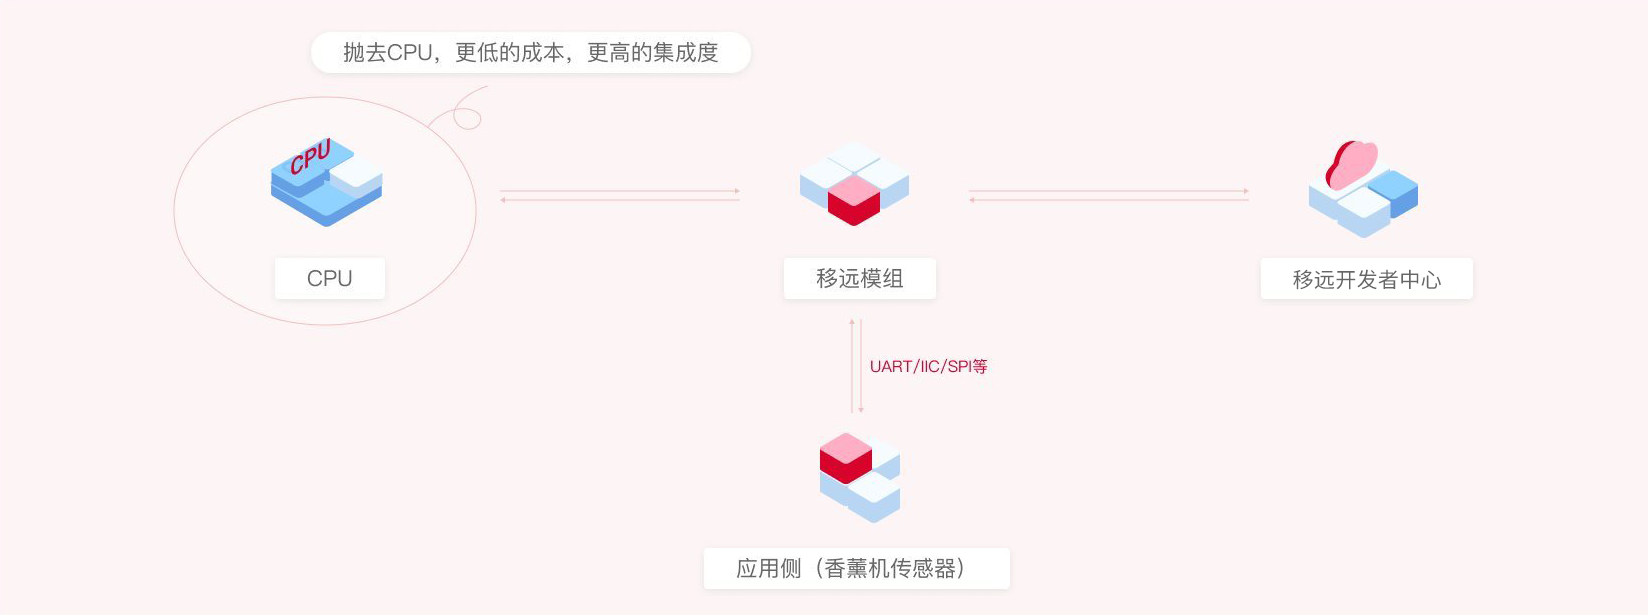 抛去CPU，更低的成本，更高的集成度
CPU
CPU
移远模组
移远开发者中心
UART/IIC/SPI等
应用侧（香薰机传感器）